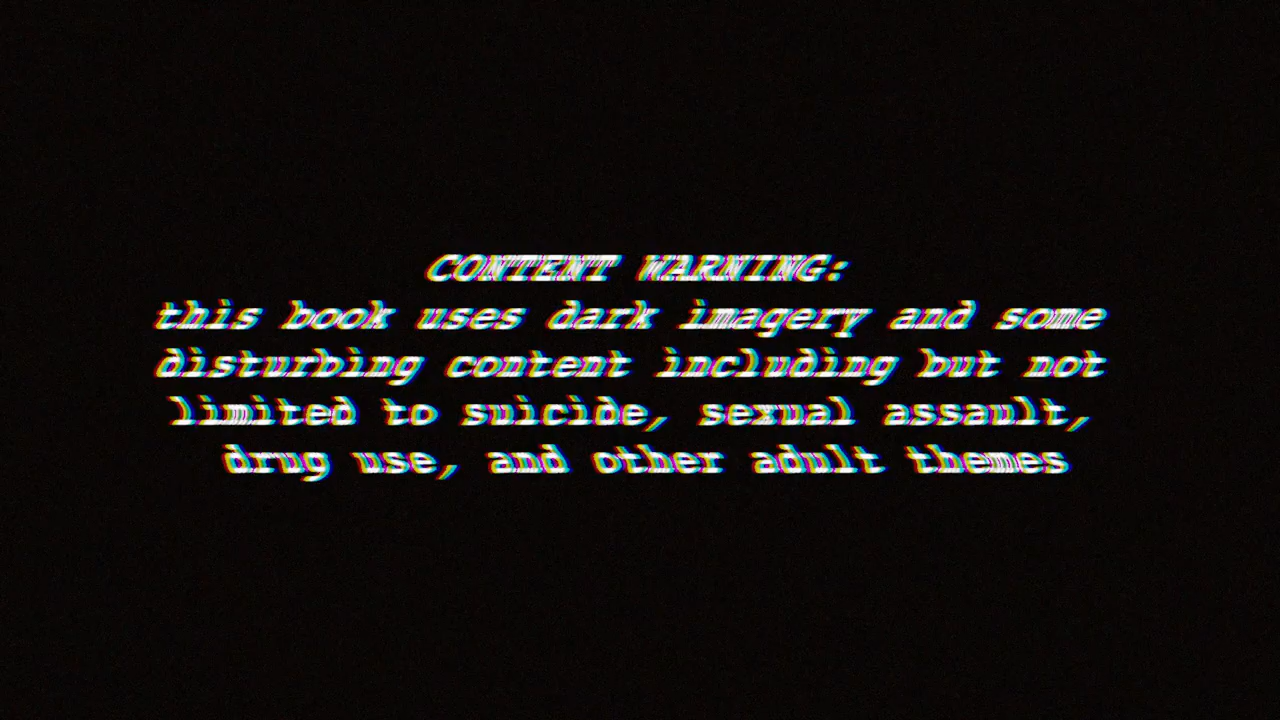 CONTENT WARNING:
this book uses dark imagery and some
disturbing content including but not
limited to suicide, sexual assault,
drug use, and other adult themes